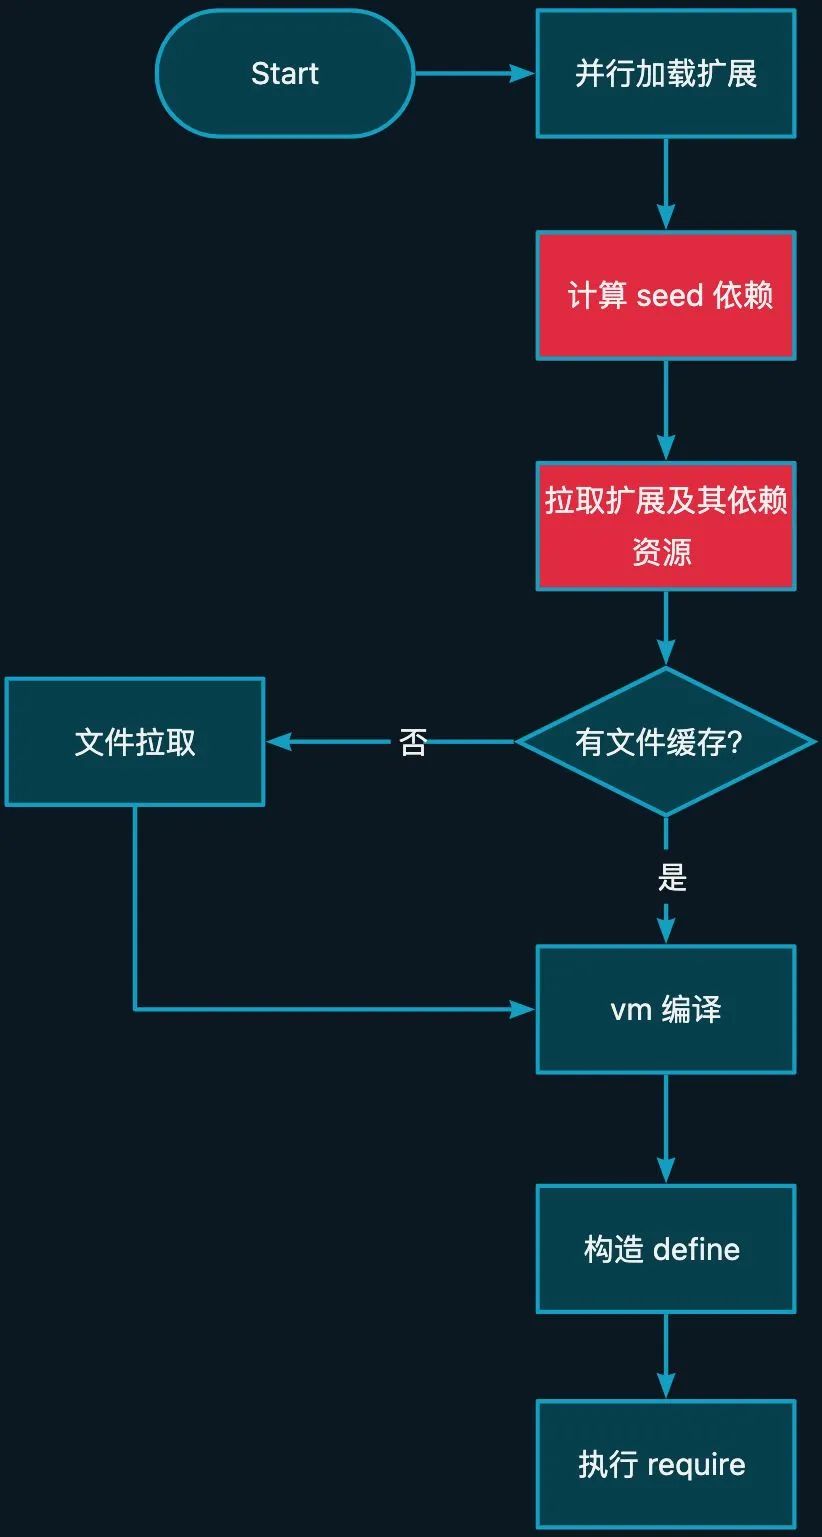 Start
并行加载扩展
计算 seed 依赖
拉取扩展及其依赖
资源
有文件缓存?
否
文件拉取
是
vm 编译
构造 define
执行 require